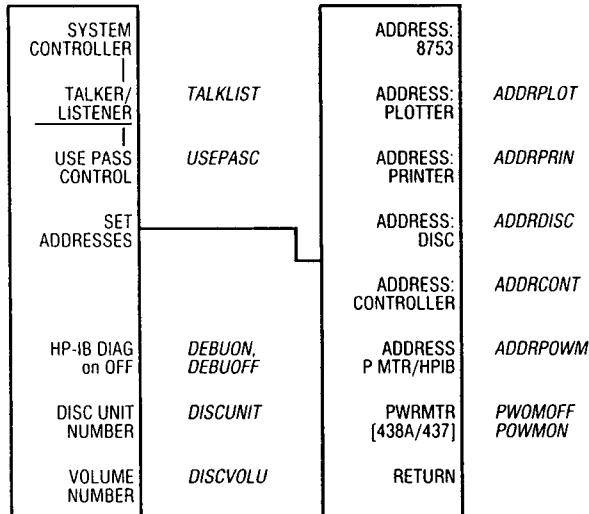 SYSTEM
CONTROLLER
TALKER/
LISTENER
TALKLIST
USE PASS
CONTROL
USEPASC
SET
ADDRESSES
HP-IB DIAG
on OFF
DEBUON,
DEBUOFF
DISC UNIT
NUMBER
DISCUNIT
VOLUME
NUMBER
DISCVOLU
ADDRESS:
8753
ADDRESS:
PLOTTER
ADDRPLOT
ADDRESS:
PRINTER
ADDRPRIN
ADDRESS:
DISC
ADDRDISC
ADDRESS:
CONTROLLER
ADDRCONT
ADDRESS
P MTR/HPIB
ADDRPOWM
PWRMTR
[438A/437]
PWOMOFF
POWMON
RETURN